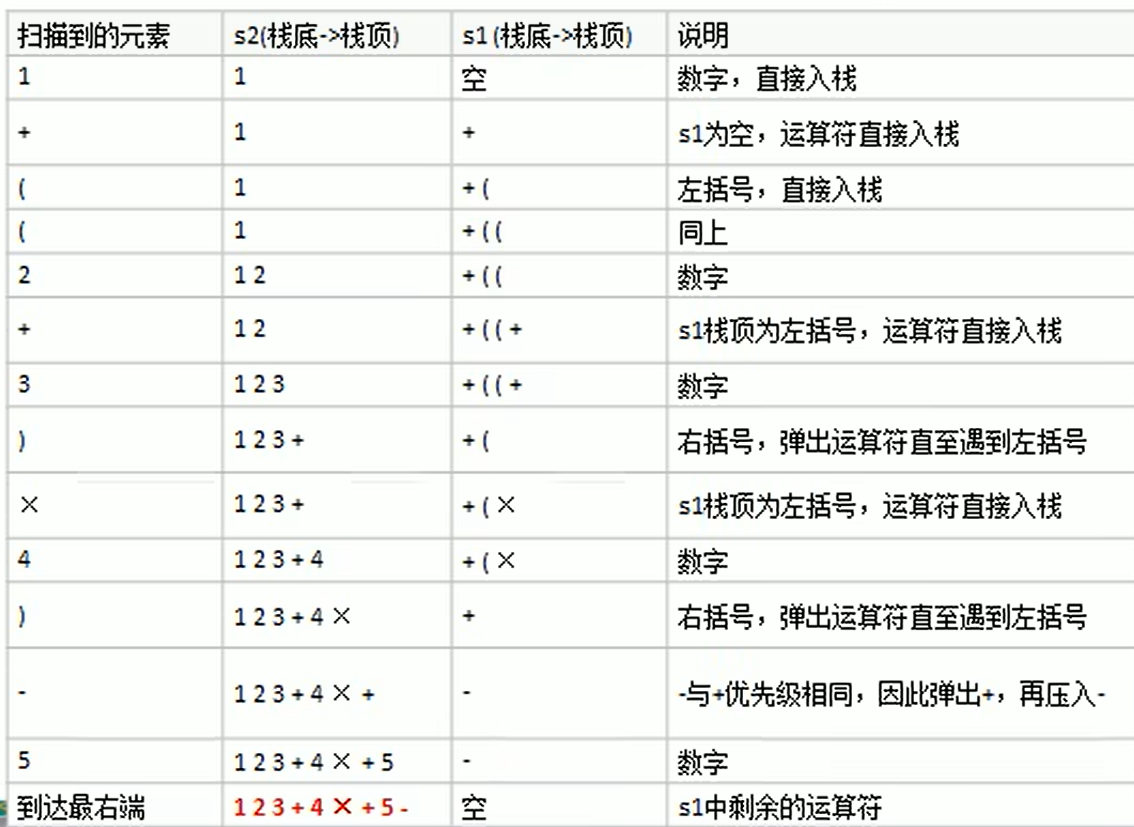 扫描到的元素 s2(栈底->栈顶) s1(栈底->栈顶) 说明
1 1 空 数字，直接入栈
+ 1 + s1为空，运算符直接入栈
( 1 +( 左括号，直接入栈
( 1 +(( 同上
2 1 2 +(( 数字
+ 1 2 +((+ s1栈顶为左括号，运算符直接入栈
3 1 2 3 +((+ 数字
) 1 2 3 + +( 右括号，弹出运算符直至遇到左括号
× 1 2 3 + +(× s1栈顶为左括号，运算符直接入栈
4 1 2 3 + 4 +(× 数字
) 1 2 3 + 4 × + 右括号，弹出运算符直至遇到左括号
- 1 2 3 + 4 × + - -与+优先级相同，因此弹出+，再压入-
5 1 2 3 + 4 × + 5 - 数字
到达最右端 1 2 3 + 4 × + 5 - 空 s1中剩余的运算符